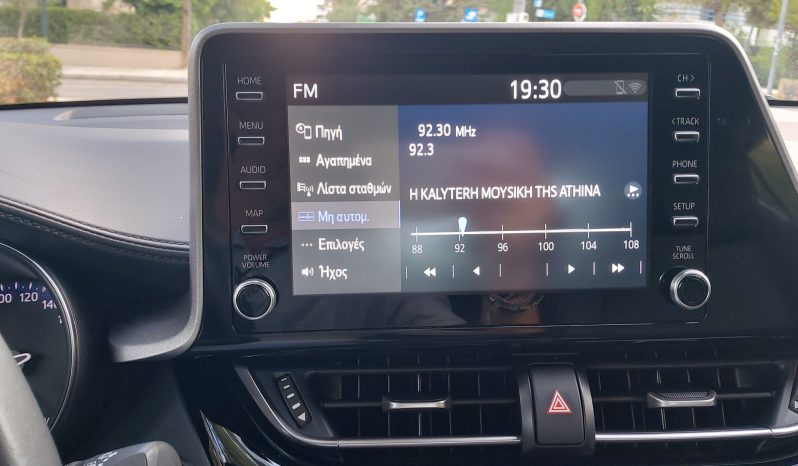 FM
19:30
HOME
MENU
AUDIO
MAP
POWER
VOLUME
Πηγή
Αγαπημένα
Λίστα σταθμών
Μη αυτομ.
Επιλογές
Ήχος
92.30 MHz
92.3
H KALYTERH MOYSIKH THS ATHINA
88 92 96 100 104 108
CH >
< TRACK
PHONE
SETUP
TUNE
SCROLL
100 120 140